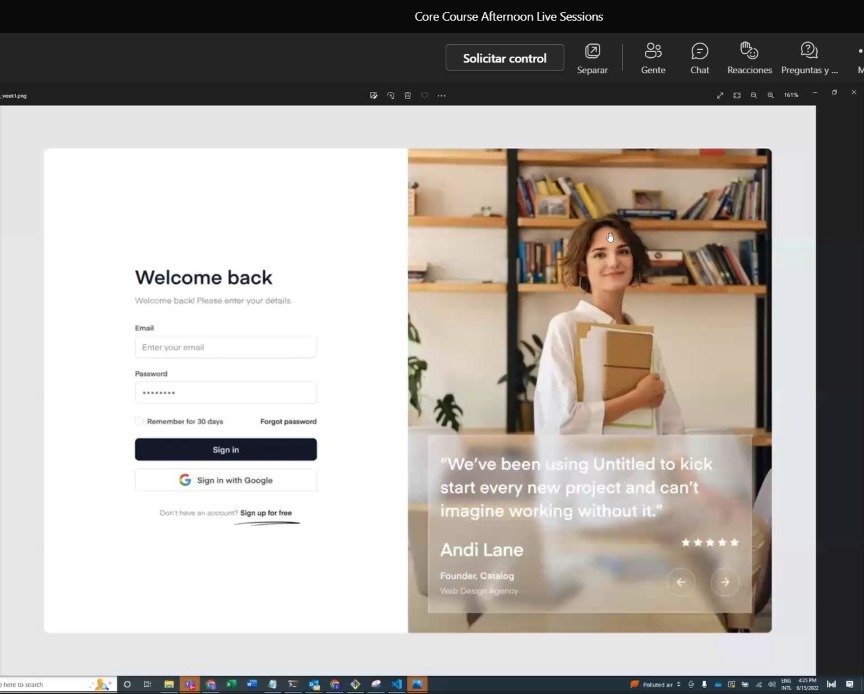 Core Course Afternoon Live Sessions
Solicitar control
Separar
Gente
Chat
Reacciones
Preguntas y ...
_week1.png
161%
Welcome back
Welcome back! Please enter your details.
Email
Enter your email
Password
Remember for 30 days
Forgot password
Sign in
Sign in with Google
Don't have an account? Sign up for free
"We've been using Untitled to kick
start every new project and can't
imagine working without it."
Andi Lane
Founder, Catalog
Web Design Agency
e here to search
Polluted air
ENG
INTL
4:25 PM
8/15/2022